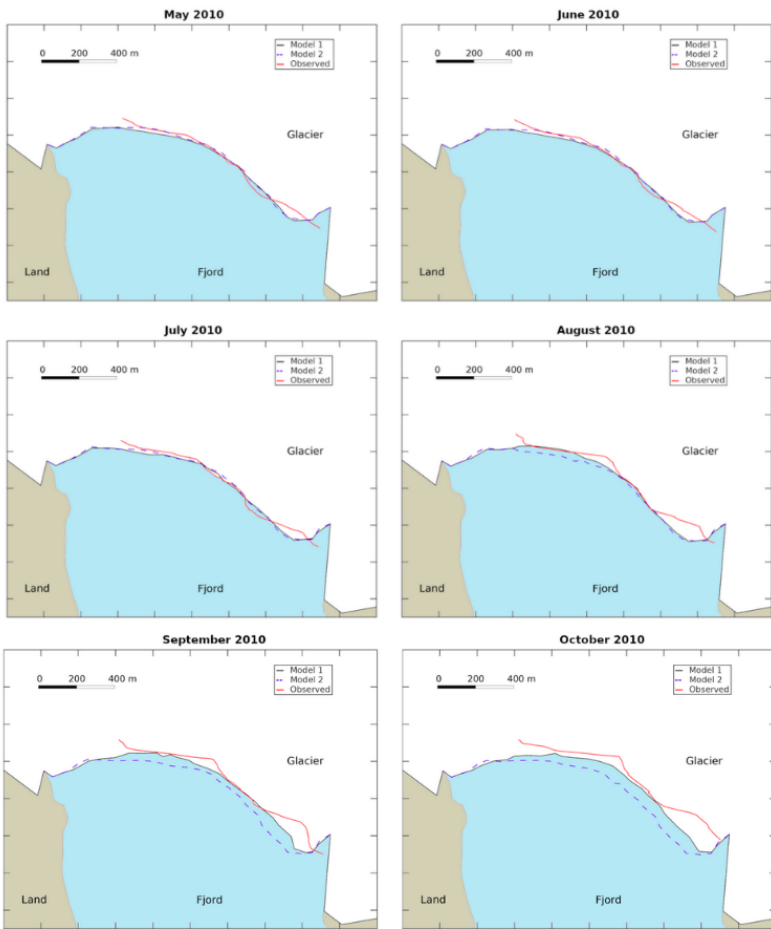 May 2010
0 200 400 m
Model 1
Model 2
Observed
Glacier
Land
Fjord
June 2010
0 200 400 m
Model 1
Model 2
Observed
Glacier
Land
Fjord
July 2010
0 200 400 m
Model 1
Model 2
Observed
Glacier
Land
Fjord
August 2010
0 200 400 m
Model 1
Model 2
Observed
Glacier
Land
Fjord
September 2010
0 200 400 m
Model 1
Model 2
Observed
Glacier
Land
Fjord
October 2010
0 200 400 m
Model 1
Model 2
Observed
Glacier
Land
Fjord